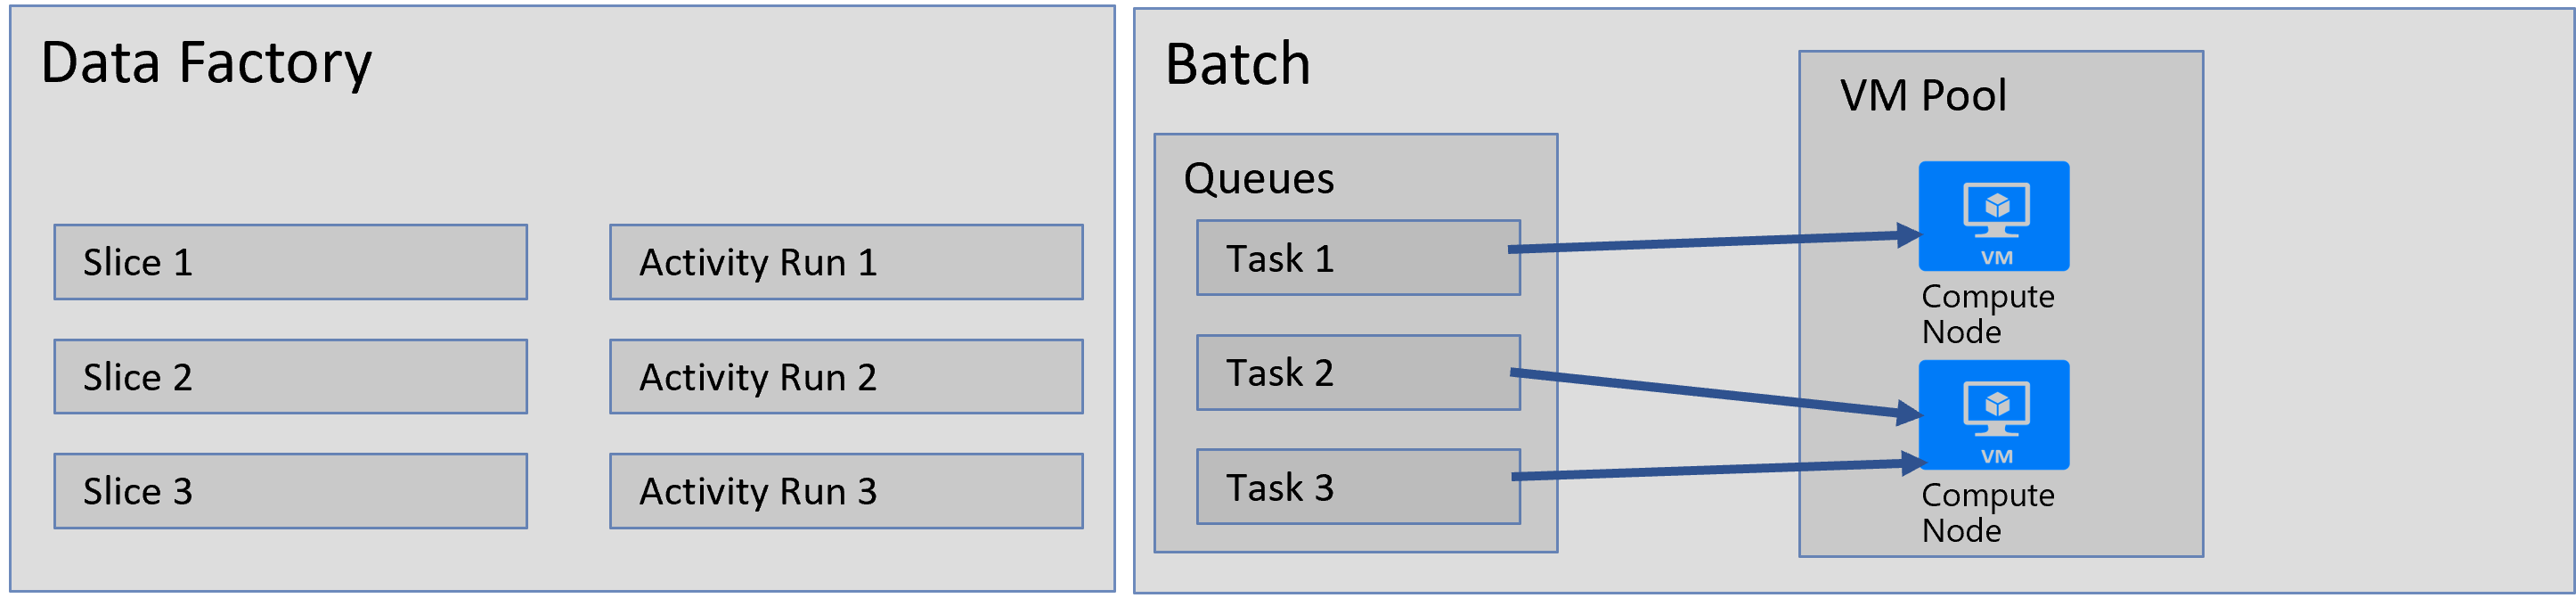 Data Factory
Slice 1
Activity Run 1
Slice 2
Activity Run 2
Slice 3
Activity Run 3
Batch
Queues
Task 1
Task 2
Task 3
VM Pool
VM
Compute
Node
VM
Compute
Node